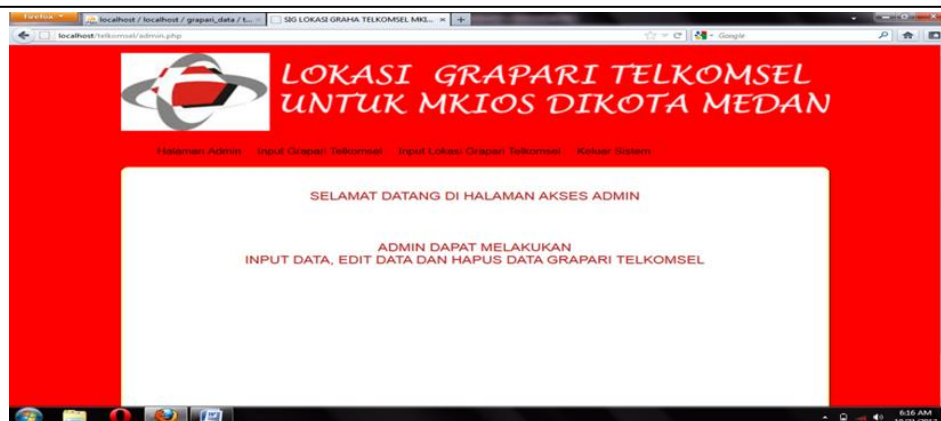 Firefox
localhost / localhost / grapari_data / t...
SIG LOKASI GRAHA TELKOMSEL MKI...
localhost/telkomsel/admin.php
Google
LOKASI GRAPARI TELKOMSEL
UNTUK MKIOS DIKOTA MEDAN
Halaman Admin Input Grapari Telkomsel Input Lokasi Grapari Telkomsel Keluar Sistem
SELAMAT DATANG DI HALAMAN AKSES ADMIN
ADMIN DAPAT MELAKUKAN
INPUT DATA, EDIT DATA DAN HAPUS DATA GRAPARI TELKOMSEL
6:16 AM